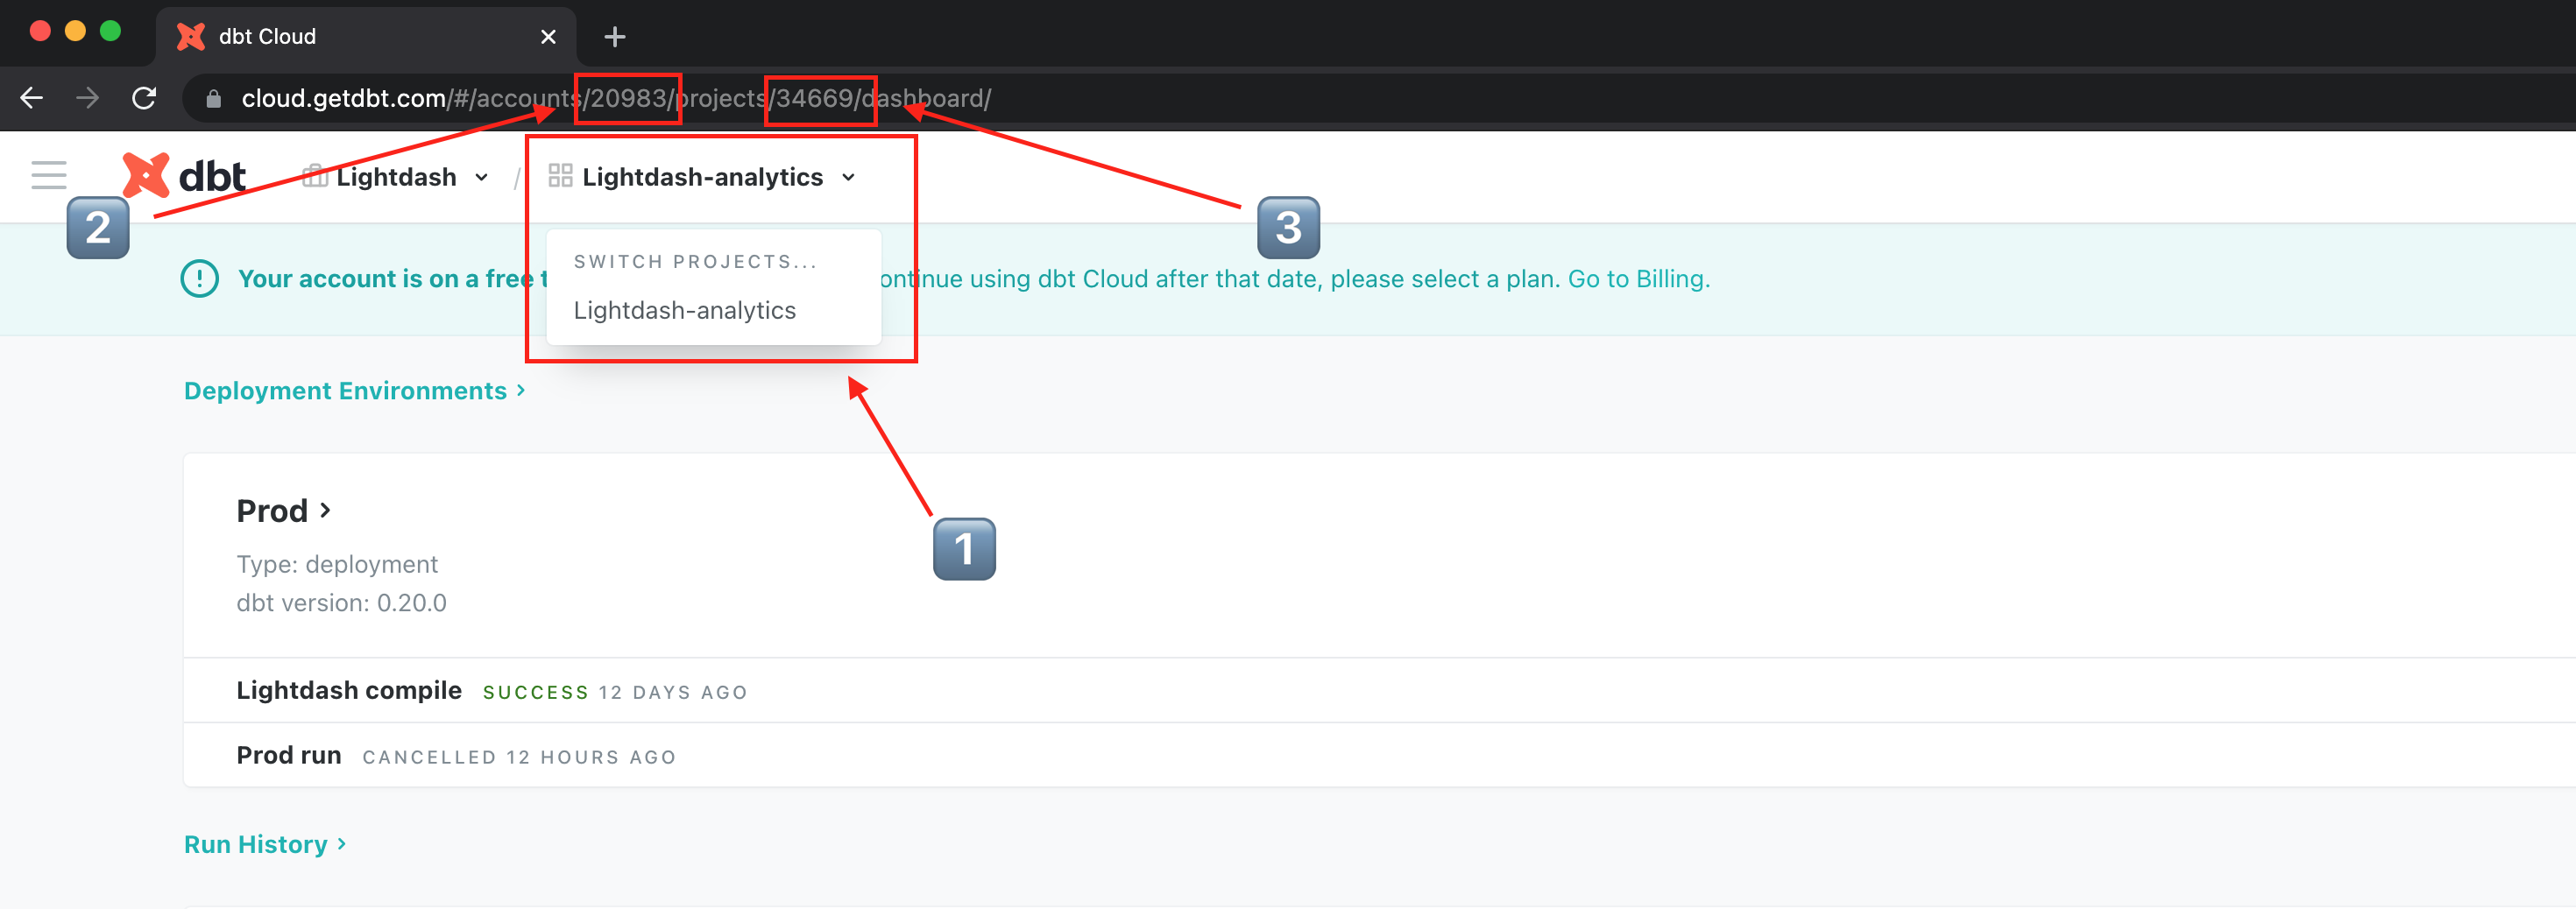 dbt Cloud
cloud.getdbt.com/#/accounts/20983/projects/34669/dashboard/
dbt Lightdash / Lightdash-analytics
2
3
SWITCH PROJECTS...
Your account is on a free ontinue using dbt Cloud after that date, please select a plan. Go to Billing.
Lightdash-analytics
Deployment Environments >
1
Prod >
Type: deployment
dbt version: 0.20.0
Lightdash compile SUCCESS 12 DAYS AGO
Prod run CANCELLED 12 HOURS AGO
Run History >